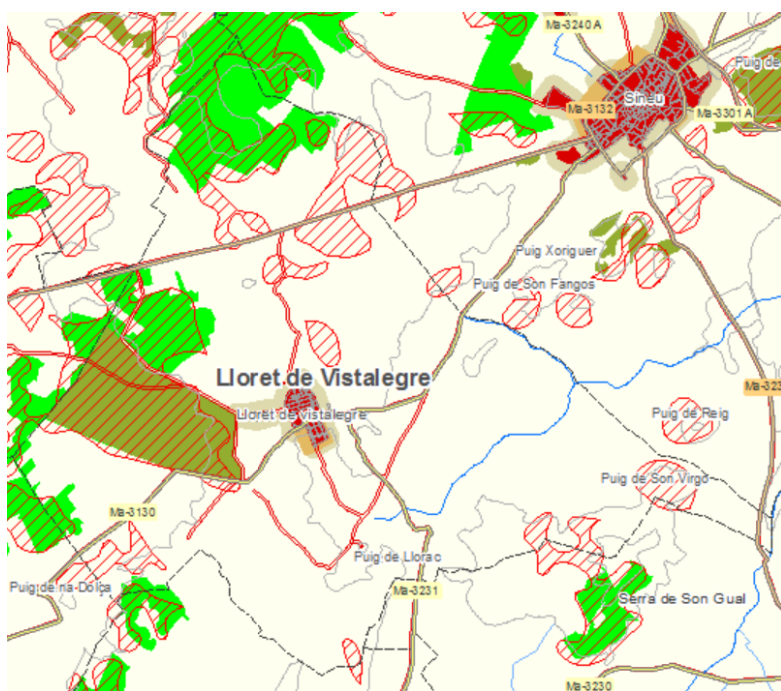 Ma-3240 A
Puig de
Sineu
Ma-3132
Ma-3301 A
Puig Xoriguer
Puig de Son Fangos
Lloret de Vistalegre
Ma-323
Lloret de Vistalegre
Puig de Reig
Puig de Son Virgo
Ma-3130
Puig de Llorac
Puig de na Dolça
Ma-3231
Serra de Son Gual
Ma-3230